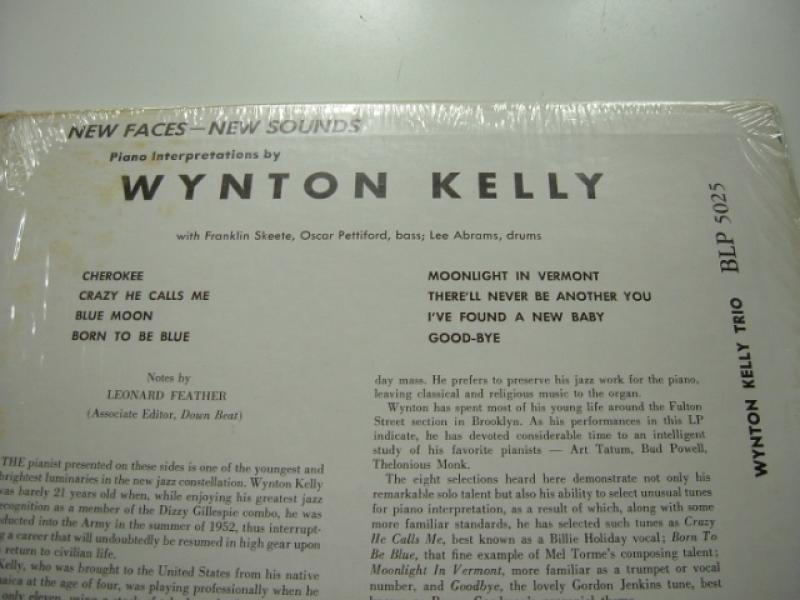 NEW FACES—NEW SOUNDS
Piano Interpretations by
WYNTON KELLY
with Franklin Skeete, Oscar Pettiford, bass; Lee Abrams, drums
CHEROKEE
CRAZY HE CALLS ME
BLUE MOON
BORN TO BE BLUE
MOONLIGHT IN VERMONT
THERE'LL NEVER BE ANOTHER YOU
I'VE FOUND A NEW BABY
GOOD-BYE
Notes by
LEONARD FEATHER
(Associate Editor, Down Beat)
THE pianist presented on these sides is one of the youngest and
brightest luminaries in the new jazz constellation. Wynton Kelly
was barely 21 years old when, while enjoying his greatest jazz
recognition as a member of the Dizzy Gillespie combo, he was
ducted into the Army in the summer of 1952, thus interrupt-
g a career that will undoubtedly be resumed in high gear upon
return to civilian life.
Kelly, who was brought to the United States from his native
aica at the age of four, was playing professionally when he
only eleven,
day mass. He prefers to preserve his jazz work for the piano,
leaving classical and religious music to the organ.
Wynton has spent most of his young life around the Fulton
Street section in Brooklyn. As his performances in this LP
indicate, he has devoted considerable time to an intelligent
study of his favorite pianists — Art Tatum, Bud Powell,
Thelonious Monk.
The eight selections heard here demonstrate not only his
remarkable solo talent but also his ability to select unusual tunes
for piano interpretation, as a result of which, along with some
more familiar standards, he has selected such tunes as Crazy
He Calls Me, best known as a Billie Holiday vocal; Born To
Be Blue, that fine example of Mel Torme's composing talent;
Moonlight In Vermont, more familiar as a trumpet or vocal
number, and Goodbye, the lovely Gordon Jenkins tune, best
WYNTON KELLY TRIO BLP 5025